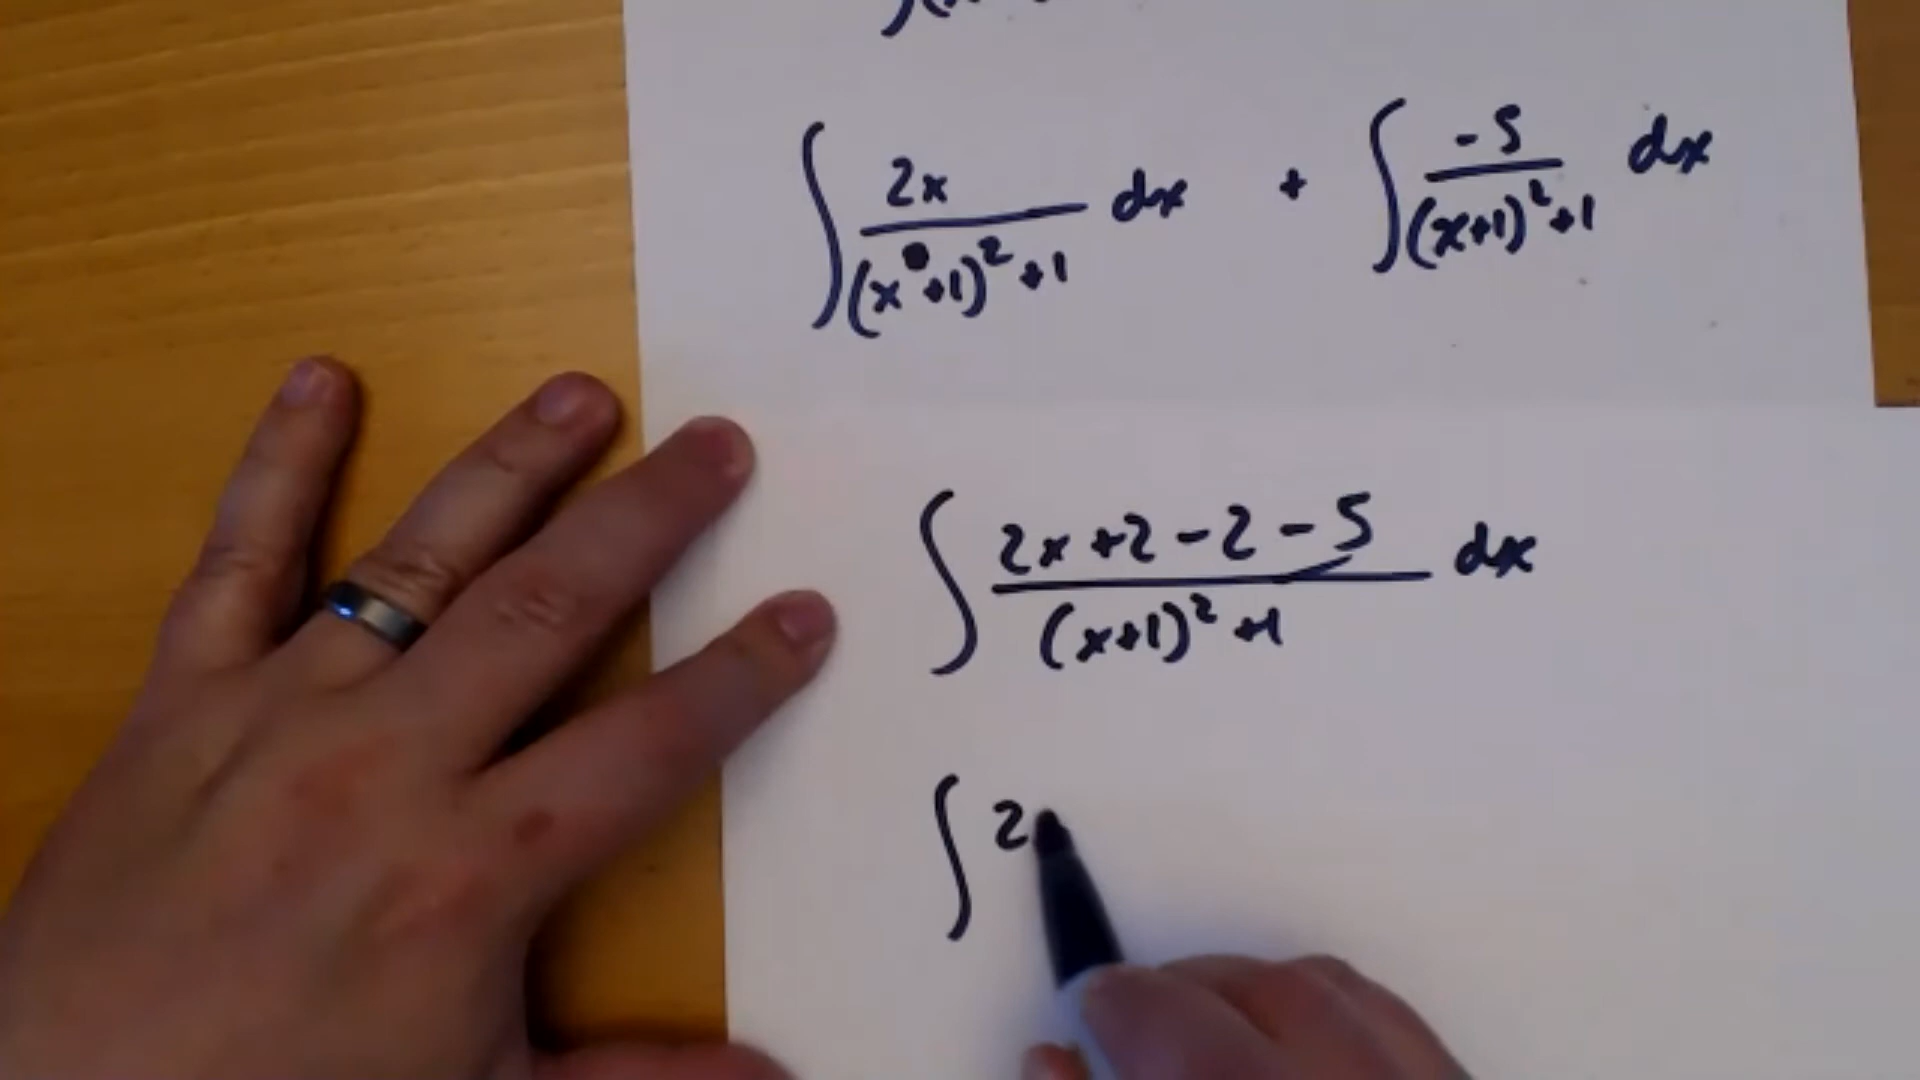 ∫ 2x / ((x+1)² + 1) dx + ∫ -5 / ((x+1)² + 1) dx
∫ (2x + 2 - 2 - 5) / ((x+1)² + 1) dx
∫ 2